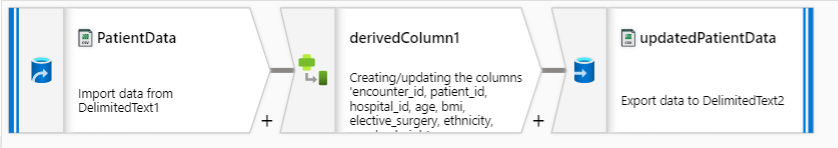 PatientData
Import data from
DelimitedText1
+
derivedColumn1
Creating/updating the columns
'encounter_id, patient_id,
hospital_id, age, bmi,
elective_surgery, ethnicity,
+
updatedPatientData
Export data to DelimitedText2